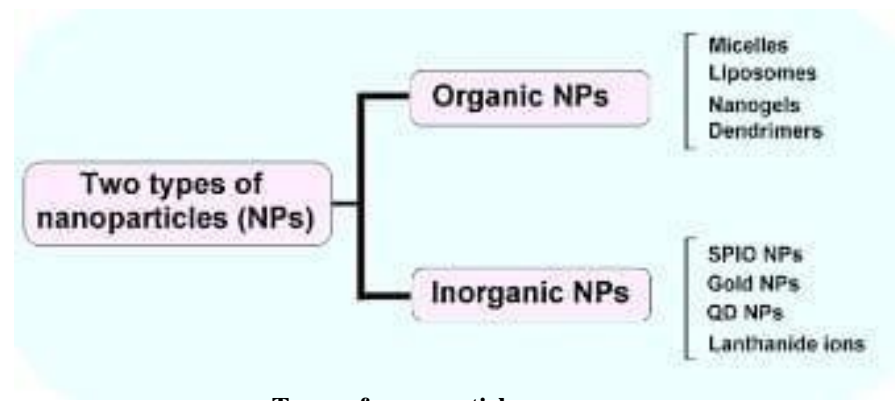 Two types of
nanoparticles (NPs)
Organic NPs
Micelles
Liposomes
Nanogels
Dendrimers
Inorganic NPs
SPIO NPs
Gold NPs
QD NPs
Lanthanide ions